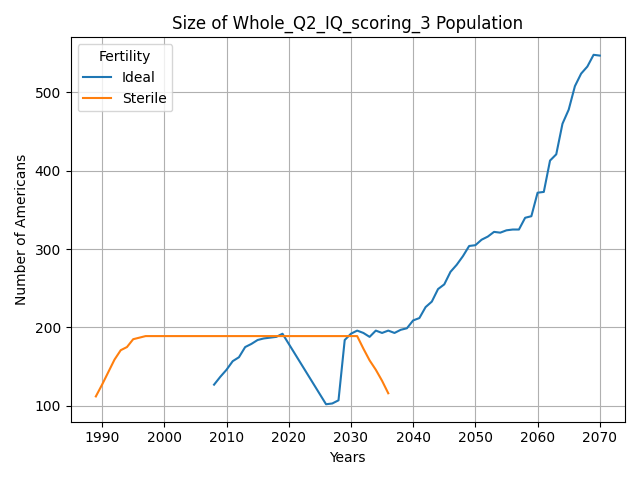 Size of Whole_Q2_IQ_scoring_3 Population
Fertility
Ideal
Sterile
Number of Americans
500
400
300
200
100
1990 2000 2010 2020 2030 2040 2050 2060 2070
Years